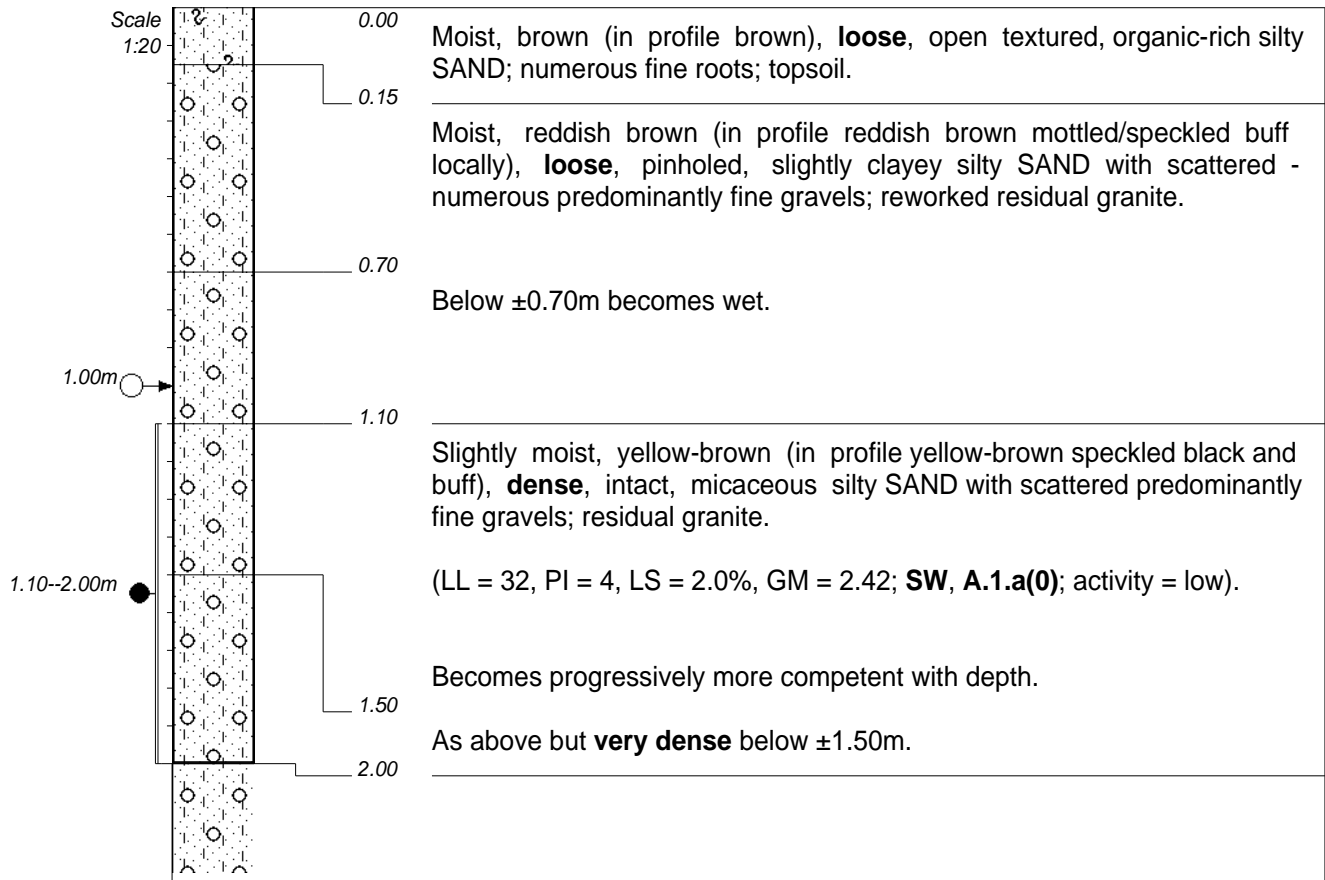 Scale
1:20
0.00
Moist, brown (in profile brown), loose, open textured, organic-rich silty
SAND; numerous fine roots; topsoil.
0.15
Moist, reddish brown (in profile reddish brown mottled/speckled buff
locally), loose, pinholed, slightly clayey silty SAND with scattered -
numerous predominantly fine gravels; reworked residual granite.
0.70
Below ±0.70m becomes wet.
1.00m
1.10
Slightly moist, yellow-brown (in profile yellow-brown speckled black and
buff), dense, intact, micaceous silty SAND with scattered predominantly
fine gravels; residual granite.
1.10--2.00m
(LL = 32, PI = 4, LS = 2.0%, GM = 2.42; SW, A.1.a(0); activity = low).
Becomes progressively more competent with depth.
1.50
As above but very dense below ±1.50m.
2.00